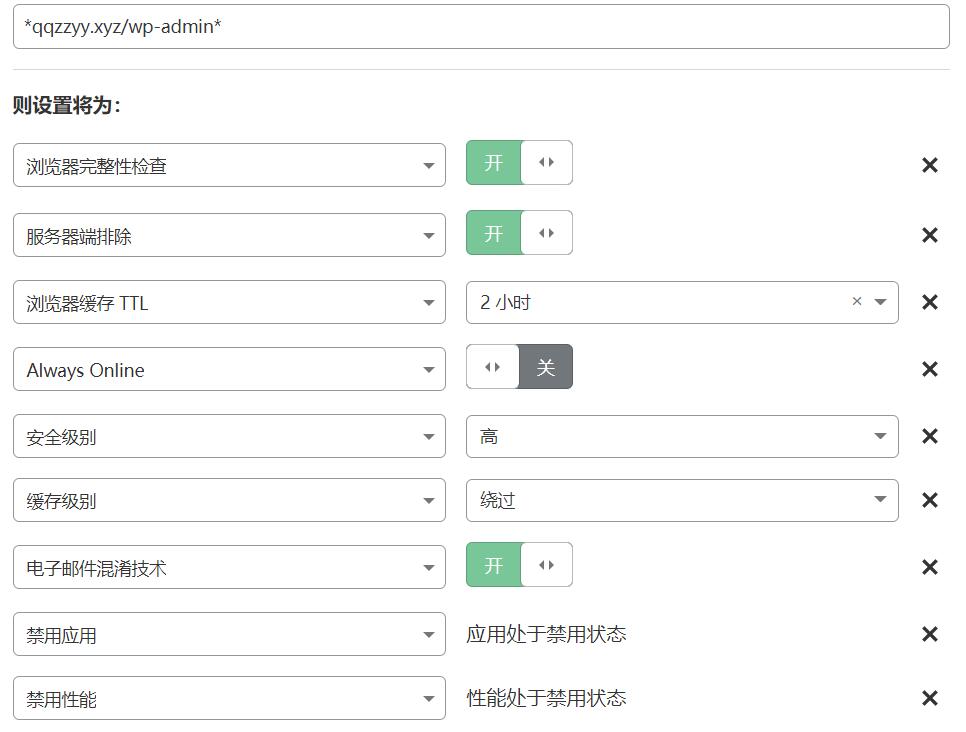 *qqzzyy.xyz/wp-admin*
则设置将为：
浏览器完整性检查 开
服务器端排除 开
浏览器缓存 TTL 2 小时
Always Online 关
安全级别 高
缓存级别 绕过
电子邮件混淆技术 开
禁用应用 应用处于禁用状态
禁用性能 性能处于禁用状态